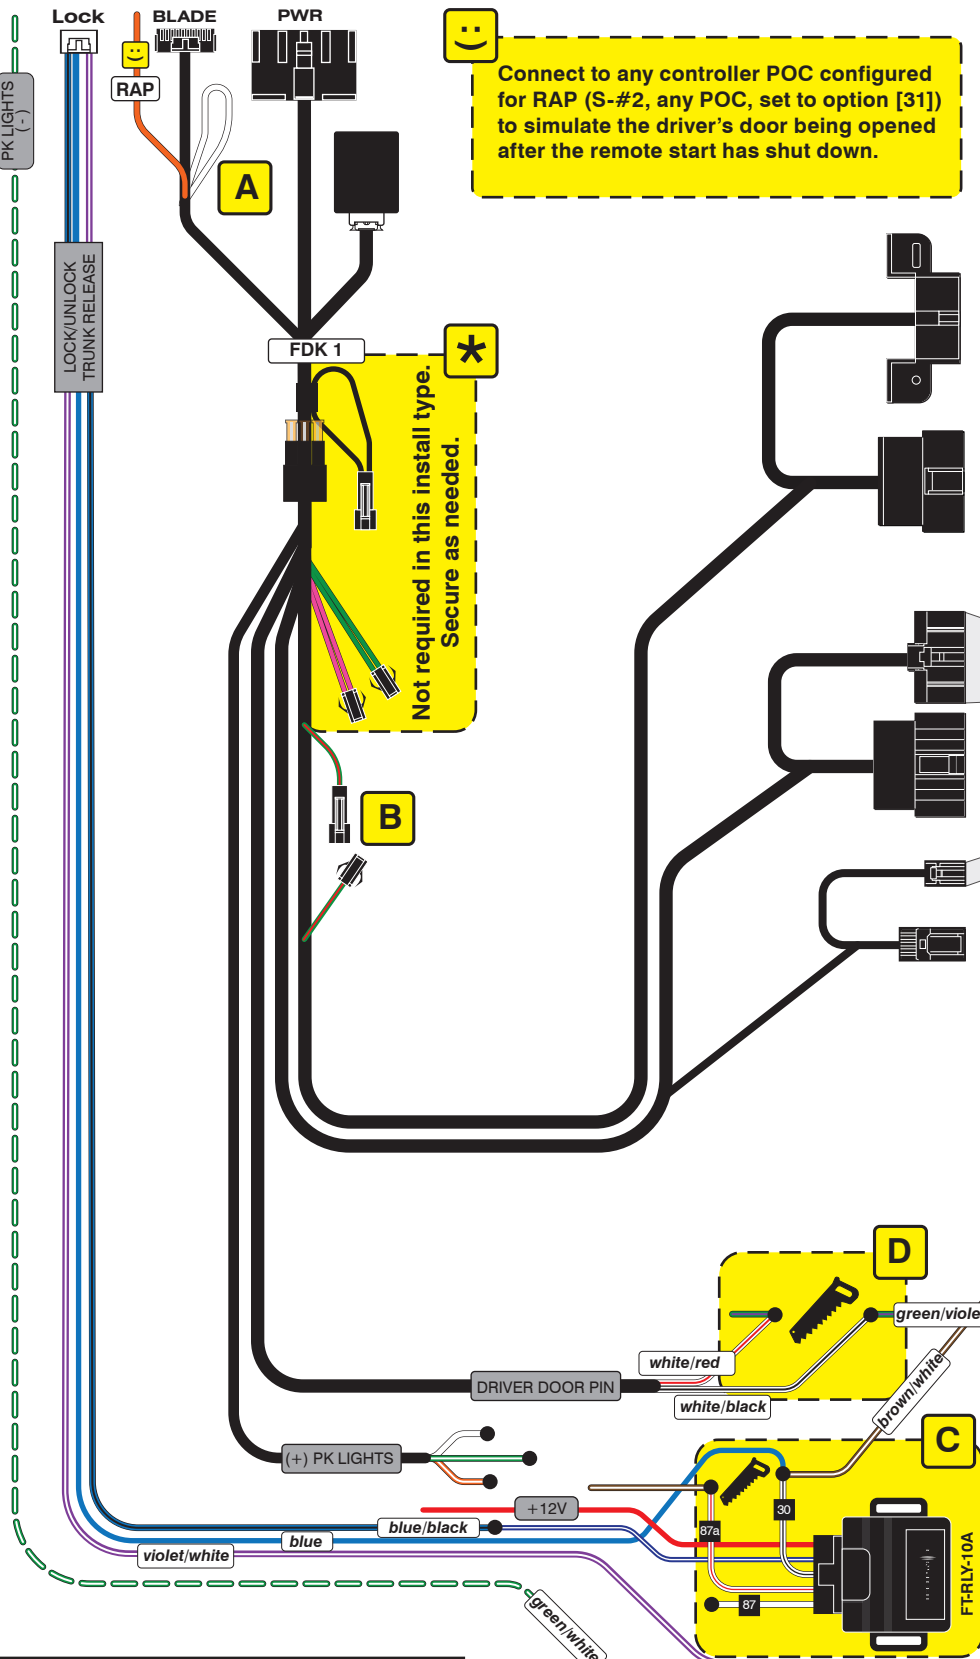 Lock
BLADE
PWR
PK LIGHTS
(-)
RAP
A
Connect to any controller POC configured
for RAP (S-#2, any POC, set to option [31])
to simulate the driver's door being opened
after the remote start has shut down.
LOCK/UNLOCK
TRUNK RELEASE
FDK 1
*
Not required in this install type.
Secure as needed.
B
D
green/viole
white/red
DRIVER DOOR PIN
white/black
brown/white
C
(+) PK LIGHTS
+12V
30
87a
blue/black
blue
violet/white
87
FT-RLY-10A
green/white